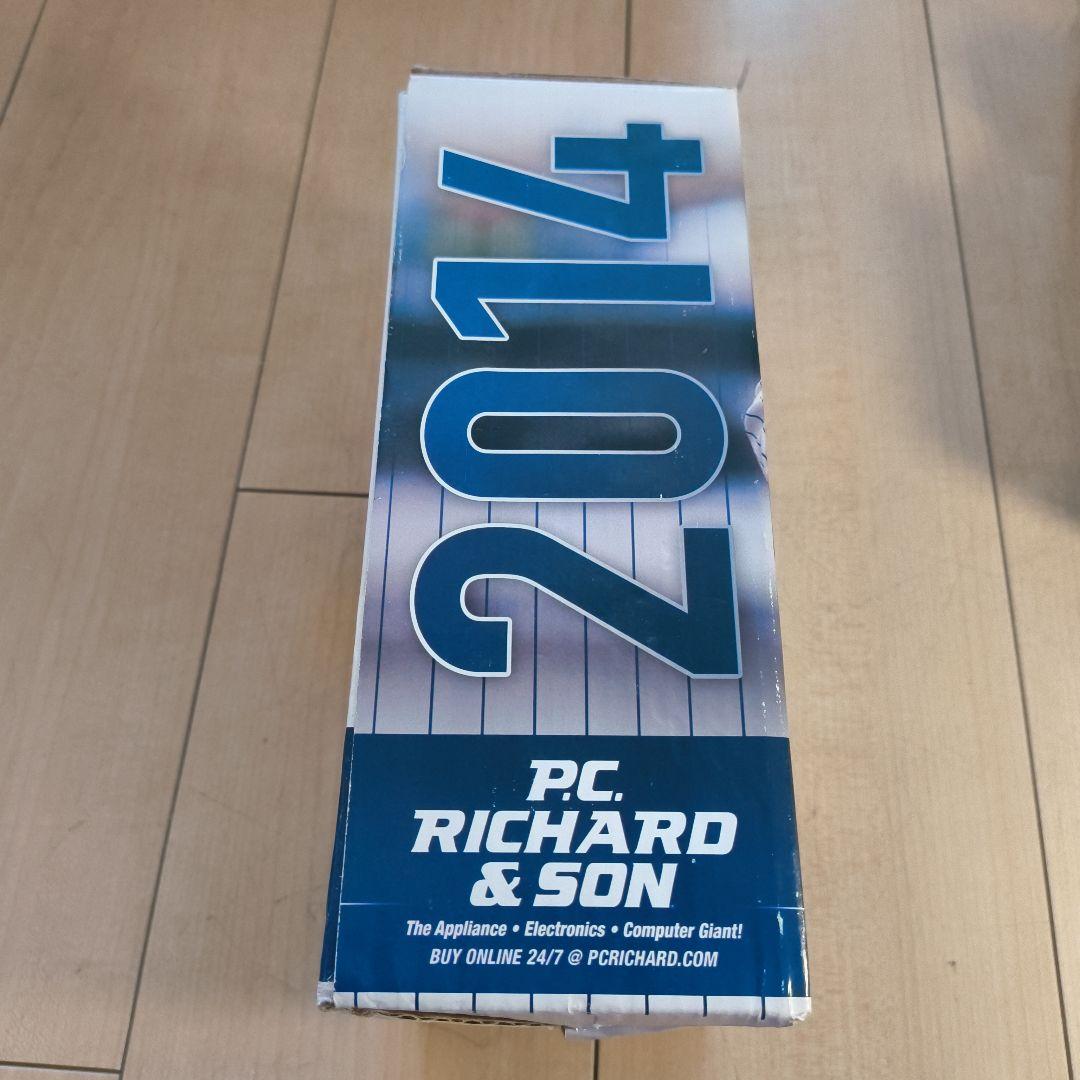 2014
P.C.
RICHARD
& SON
The Appliance • Electronics • Computer Giant!
BUY ONLINE 24/7 @ PCRICHARD.COM